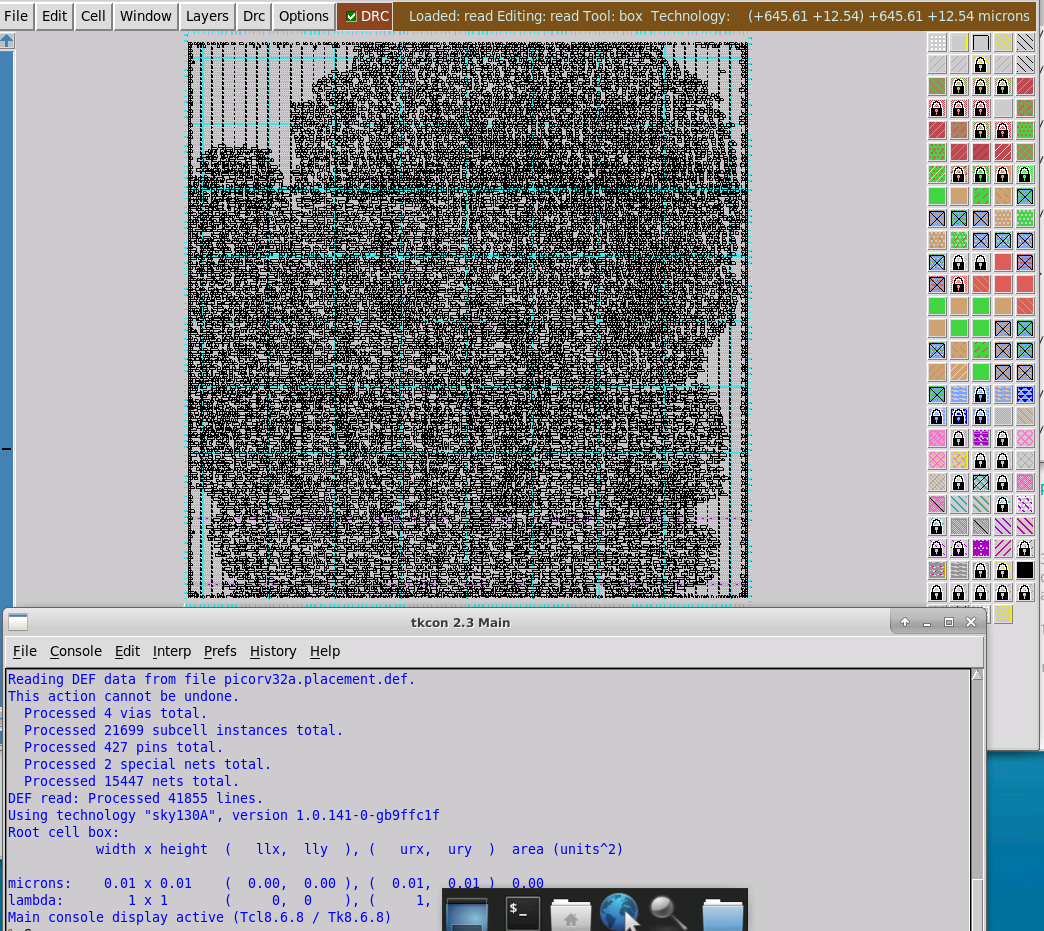 File Edit Cell Window Layers Drc Options DRC Loaded: read Editing: read Tool: box Technology: (+645.61 +12.54) +645.61 +12.54 microns
tkcon 2.3 Main
File Console Edit Interp Prefs History Help
Reading DEF data from file picorv32a.placement.def.
This action cannot be undone.
Processed 4 vias total.
Processed 21699 subcell instances total.
Processed 427 pins total.
Processed 2 special nets total.
Processed 15447 nets total.
DEF read: Processed 41855 lines.
Using technology "sky130A", version 1.0.141-0-gb9ffc1f
Root cell box:
width x height ( llx, lly ), ( urx, ury ) area (units^2)
microns: 0.01 x 0.01 ( 0.00, 0.00 ), ( 0.01, 0.01 ) 0.00
lambda: 1 x 1 ( 0, 0 ), ( 1,
Main console display active (Tcl8.6.8 / Tk8.6.8)